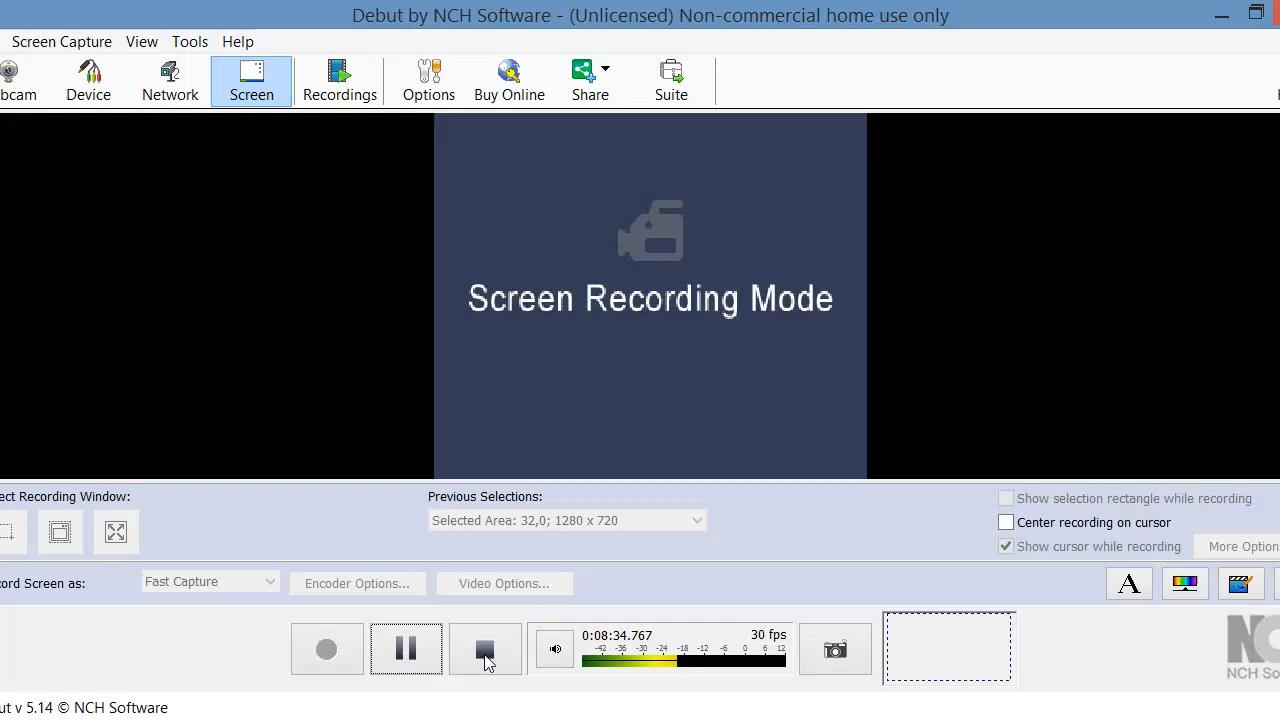 Debut by NCH Software - (Unlicensed) Non-commercial home use only
Screen Capture View Tools Help
bcam Device Network Screen Recordings Options Buy Online Share Suite
Screen Recording Mode
ect Recording Window:
Previous Selections:
Show selection rectangle while recording
Selected Area: 32,0; 1280 x 720
Center recording on cursor
Show cursor while recording
More Option
ord Screen as:
Fast Capture
Encoder Options...
Video Options...
A
0:08:34.767 30 fps
-42 -36 -30 -24 -18 -12 -6 0 6 12
NC
NCH So
ut v 5.14 © NCH Software